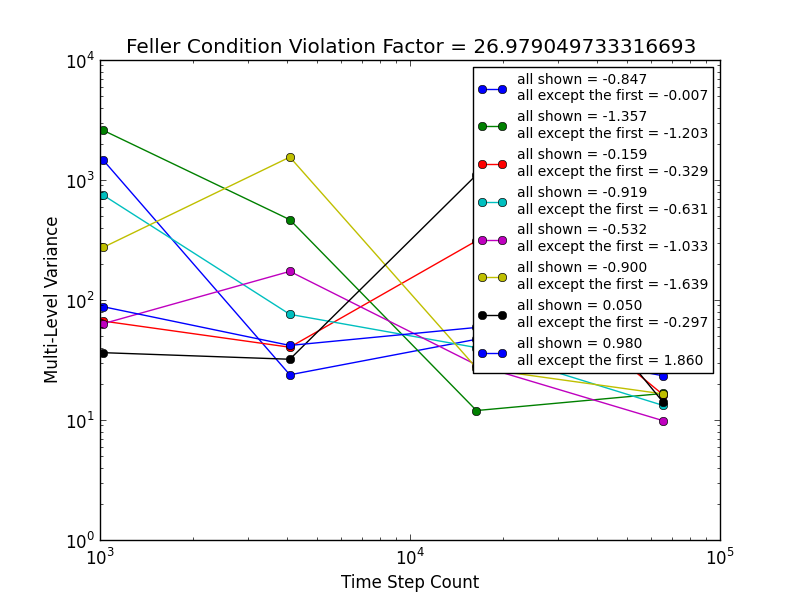 Feller Condition Violation Factor = 26.979049733316693
10^4
10^3
10^2
10^1
10^0
Multi-Level Variance
all shown = -0.847
all except the first = -0.007
all shown = -1.357
all except the first = -1.203
all shown = -0.159
all except the first = -0.329
all shown = -0.919
all except the first = -0.631
all shown = -0.532
all except the first = -1.033
all shown = -0.900
all except the first = -1.639
all shown = 0.050
all except the first = -0.297
all shown = 0.980
all except the first = 1.860
10^3
10^4
10^5
Time Step Count